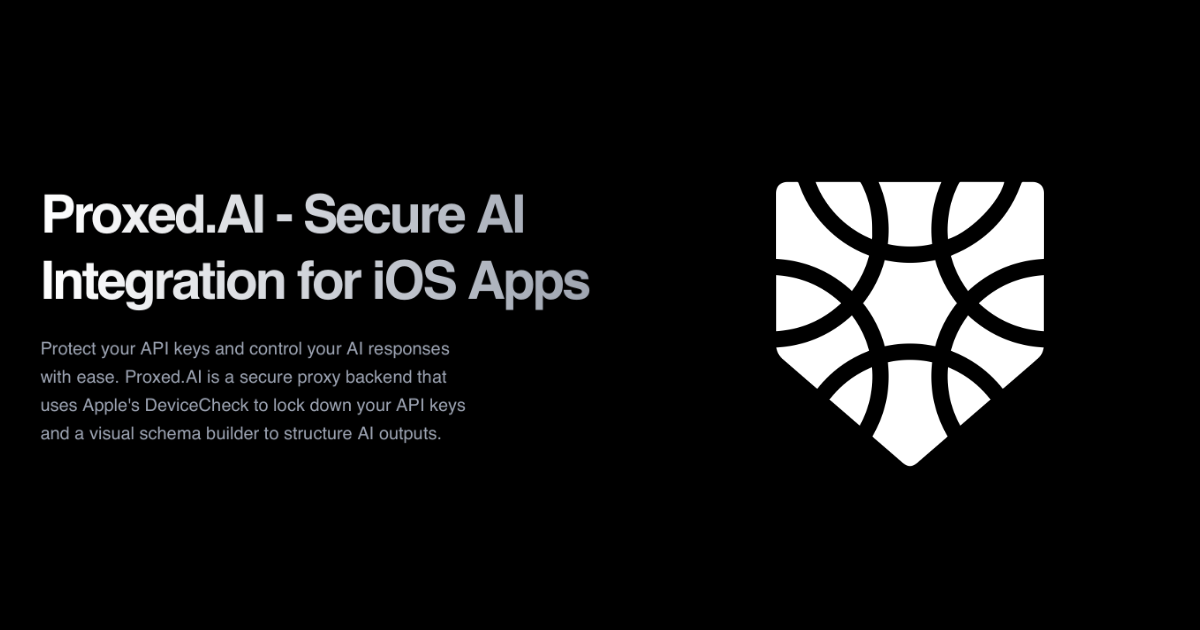 Proxed.AI - Secure AI
Integration for iOS Apps
Protect your API keys and control your AI responses
with ease. Proxed.AI is a secure proxy backend that
uses Apple's DeviceCheck to lock down your API keys
and a visual schema builder to structure AI outputs.